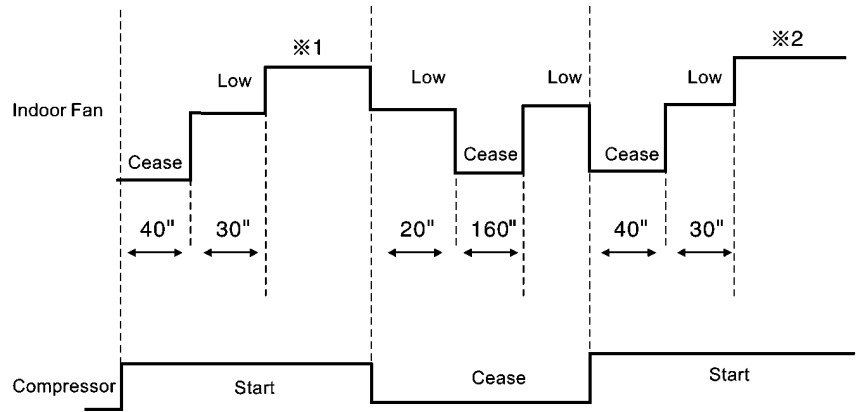 ※1
※2
Low
Low
Low
Low
Indoor Fan
Cease
Cease
Cease
40"
30"
20"
160"
40"
30"
Compressor
Start
Cease
Start